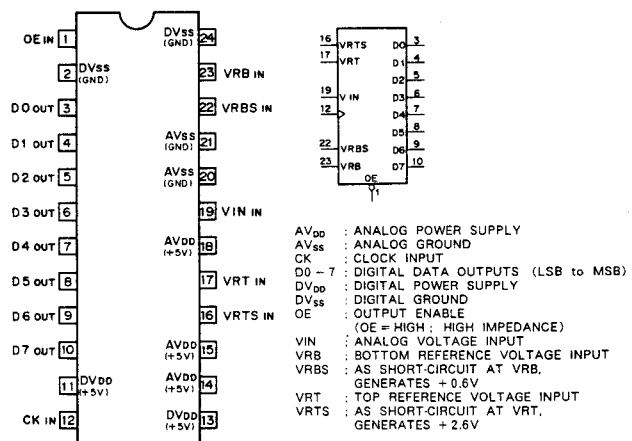 OE IN 1
DVss
(GND)
24
2 DVss
(GND)
23 VRB IN
D0 OUT 3
22 VRBS IN
D1 OUT 4
AVss
(GND)
21
D2 OUT 5
AVss
(GND)
20
D3 OUT 6
19 VIN IN
D4 OUT 7
AVDD
(+5V)
18
D5 OUT 8
17 VRT IN
D6 OUT 9
16 VRTS IN
D7 OUT 10
AVDD
(+5V)
15
11 DVDD
(+5V)
AVDD
(+5V)
14
CK IN 12
DVDD
(+5V)
13
16 VRTS D0 3
17 VRT D1 4
D2 5
19 V IN D3 6
12 D4 7
D5 8
22 VRBS D6 9
23 VRB D7 10
OE
1
AVDD : ANALOG POWER SUPPLY
AVss : ANALOG GROUND
CK : CLOCK INPUT
D0 - 7 : DIGITAL DATA OUTPUTS (LSB to MSB)
DVDD : DIGITAL POWER SUPPLY
DVss : DIGITAL GROUND
OE : OUTPUT ENABLE
(OE = HIGH ; HIGH IMPEDANCE)
VIN : ANALOG VOLTAGE INPUT
VRB : BOTTOM REFERENCE VOLTAGE INPUT
VRBS : AS SHORT-CIRCUIT AT VRB,
GENERATES + 0.6V
VRT : TOP REFERENCE VOLTAGE INPUT
VRTS : AS SHORT-CIRCUIT AT VRT,
GENERATES + 2.6V